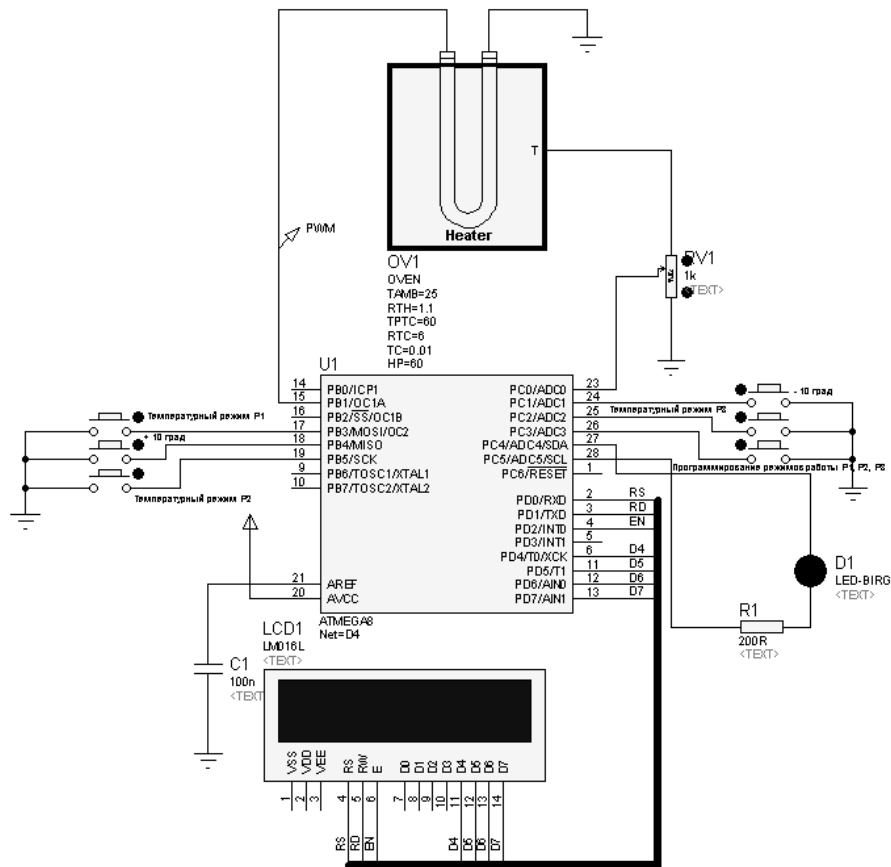 T
Heater
PWM
OV1
OVEN
TAMB=25
RTH=1.1
TPTC=60
RTC=6
TC=0.01
HP=60
RV1
1k
<TEXT>
U1
14 PB0/ICP1
15 PB1/OC1A
16 PB2/SS/OC1B
17 PB3/MOSI/OC2
18 PB4/MISO
19 PB5/SCK
9 PB6/TOSC1/XTAL1
10 PB7/TOSC2/XTAL2
21 AREF
20 AVCC
PC0/ADC0 23
PC1/ADC1 24
PC2/ADC2 25
PC3/ADC3 26
PC4/ADC4/SDA 27
PC5/ADC5/SCL 28
PC6/RESET 1
PD0/RXD 2 RS
PD1/TXD 3 RD
PD2/INT0 4 EN
PD3/INT1 5
PD4/T0/XCK 6 D4
PD5/T1 11 D5
PD6/AIN0 12 D6
PD7/AIN1 13 D7
ATMEGA8
Net=D4
Температурный режим P1
+ 10 град
Температурный режим P2
- 10 град
Температурный режим P3
Программирование режимов работы P1, P2, P3
D1
LED-BIRG
<TEXT>
R1
200R
<TEXT>
C1
100n
<TEXT
LCD1
LM016L
<TEXT>
VSS VDD VEE RS RW E D0 D1 D2 D3 D4 D5 D6 D7
1 2 3 4 5 6 7 8 9 10 11 12 13 14
RS RD EN D4 D5 D6 D7